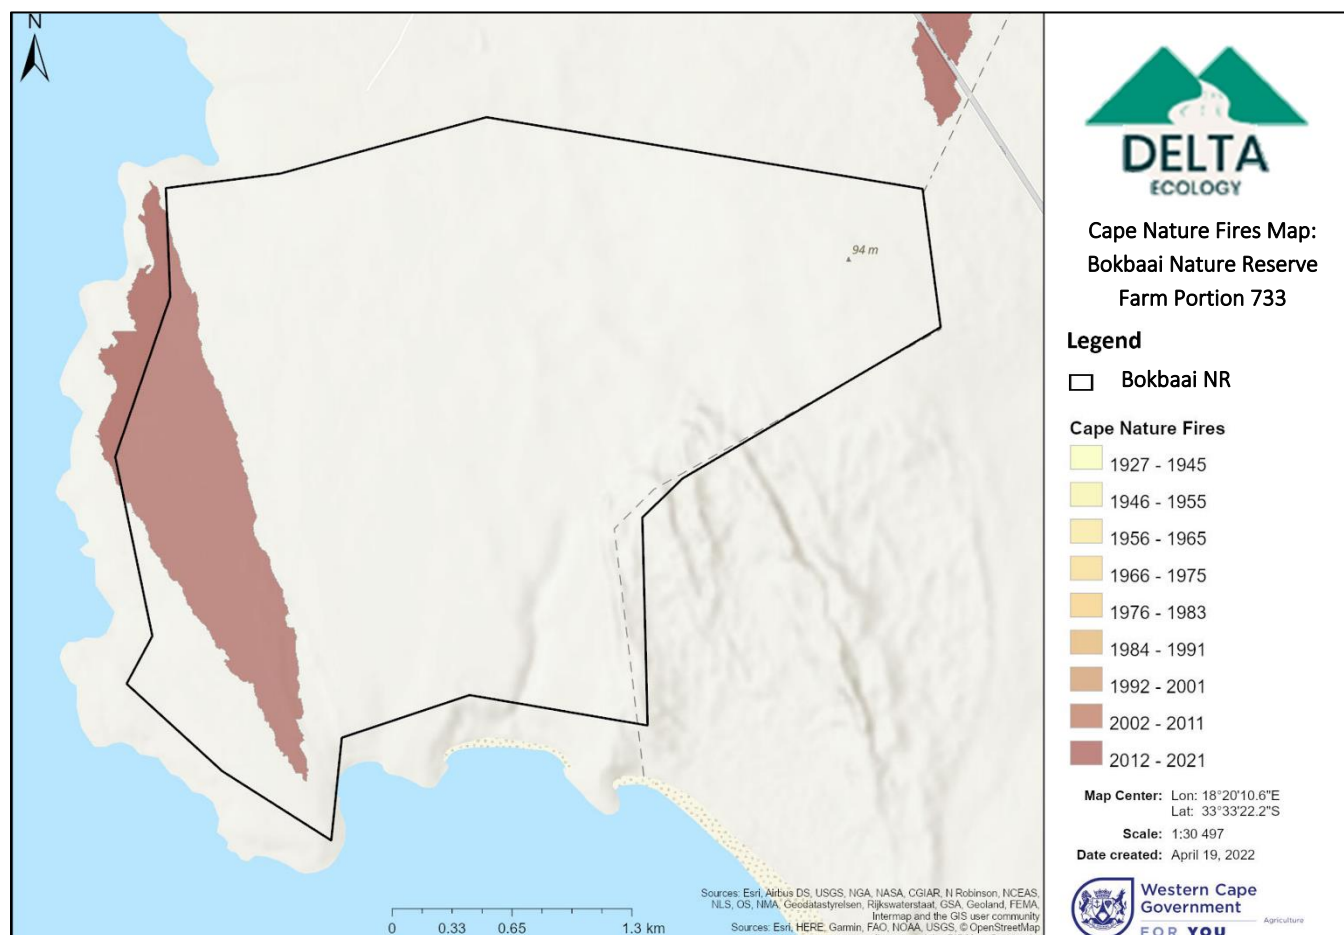 N
94 m
Sources: Esri, Airbus DS, USGS, NGA, NASA, CGIAR, N Robinson, NCEAS,
NLS, OS, NMA, Geodatastyrelsen, Rijkswaterstaat, GSA, Geoland, FEMA,
Intermap and the GIS user community
Sources: Esri, HERE, Garmin, FAO, NOAA, USGS, © OpenStreetMap
0 0.33 0.65 1.3 km
DELTA
ECOLOGY
Cape Nature Fires Map:
Bokbaai Nature Reserve
Farm Portion 733
Legend
Bokbaai NR
Cape Nature Fires
1927 - 1945
1946 - 1955
1956 - 1965
1966 - 1975
1976 - 1983
1984 - 1991
1992 - 2001
2002 - 2011
2012 - 2021
Map Center: Lon: 18°20'10.6"E
Lat: 33°33'22.2"S
Scale: 1:30 497
Date created: April 19, 2022
Western Cape
Government
Agriculture
FOR YOU